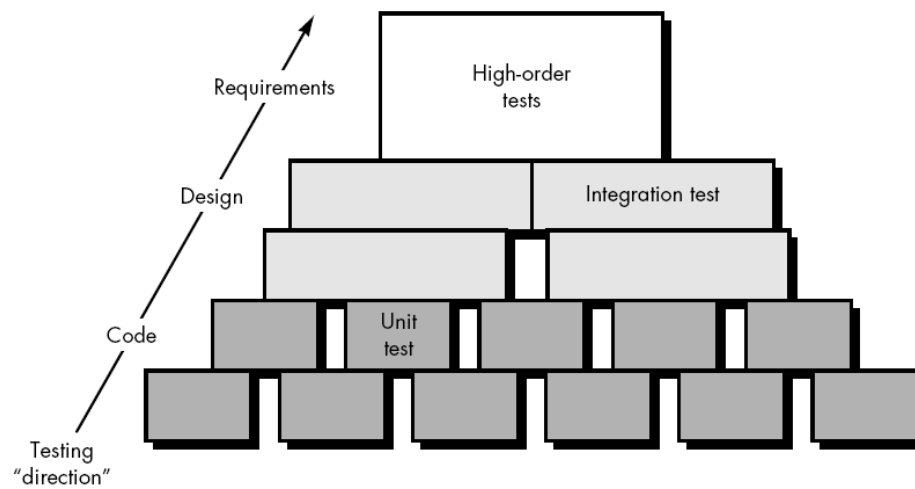 High-order
tests
Requirements
Design
Integration test
Code
Unit
test
Testing
“direction”